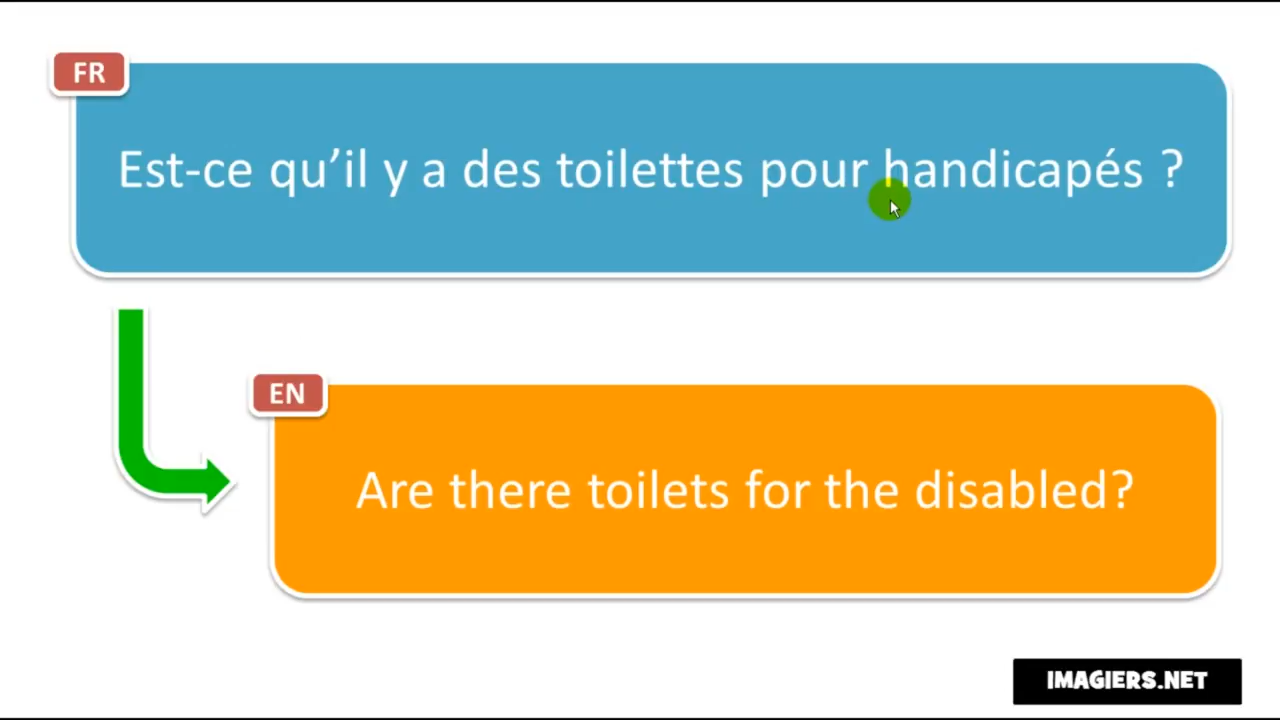 FR
Est-ce qu’il y a des toilettes pour handicapés ?
EN
Are there toilets for the disabled?
IMAGIERS.NET